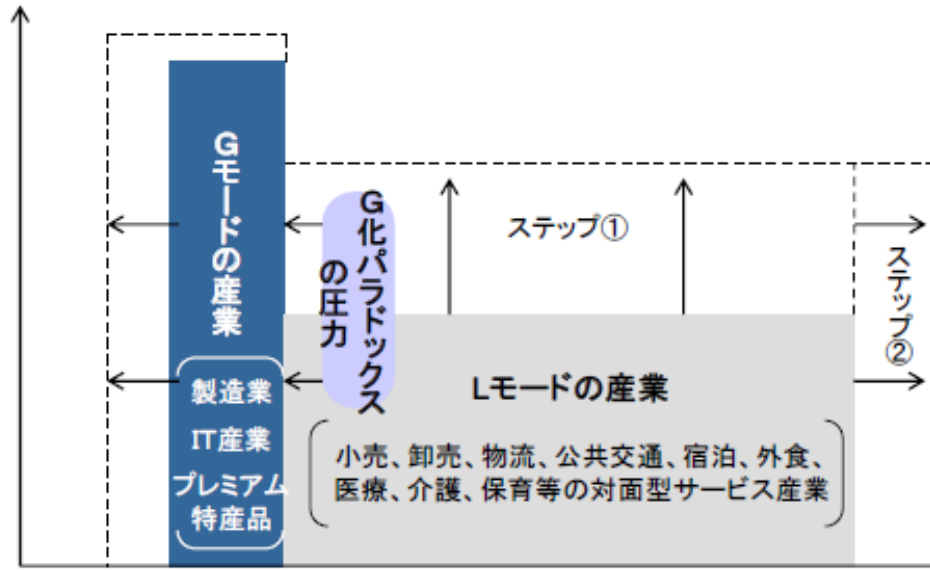 Gモードの産業
製造業
IT産業
プレミアム
特産品
G化パラドックス
の圧力
ステップ①
ステップ②
Lモードの産業
小売、卸売、物流、公共交通、宿泊、外食、
医療、介護、保育等の対面型サービス産業